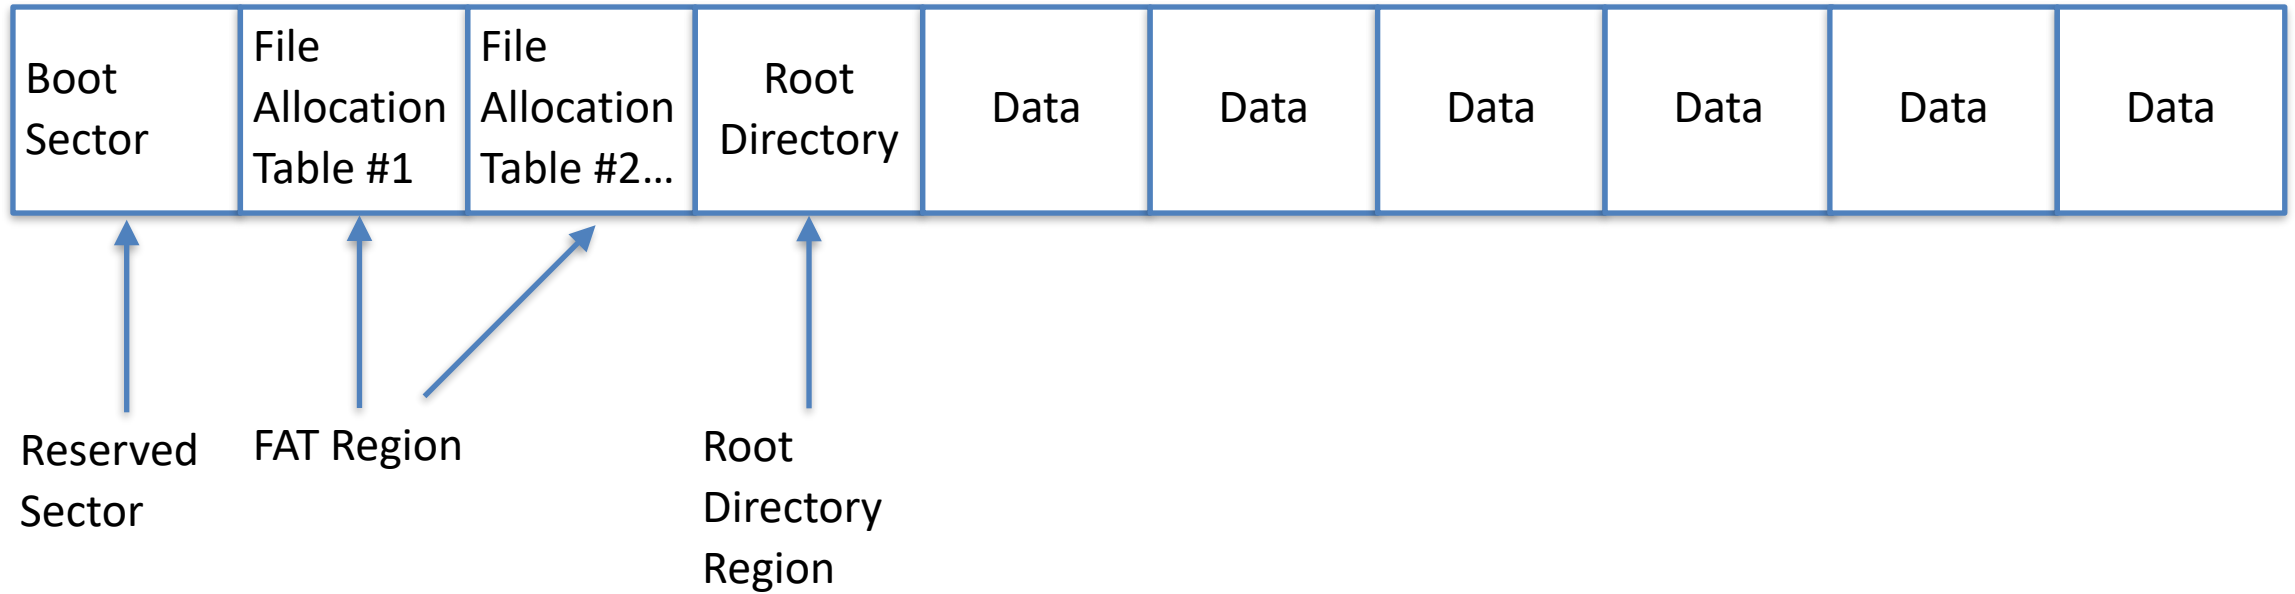 Boot
Sector
File
Allocation
Table #1
File
Allocation
Table #2...
Root
Directory
Data
Data
Data
Data
Data
Data
Reserved
Sector
FAT Region
Root
Directory
Region